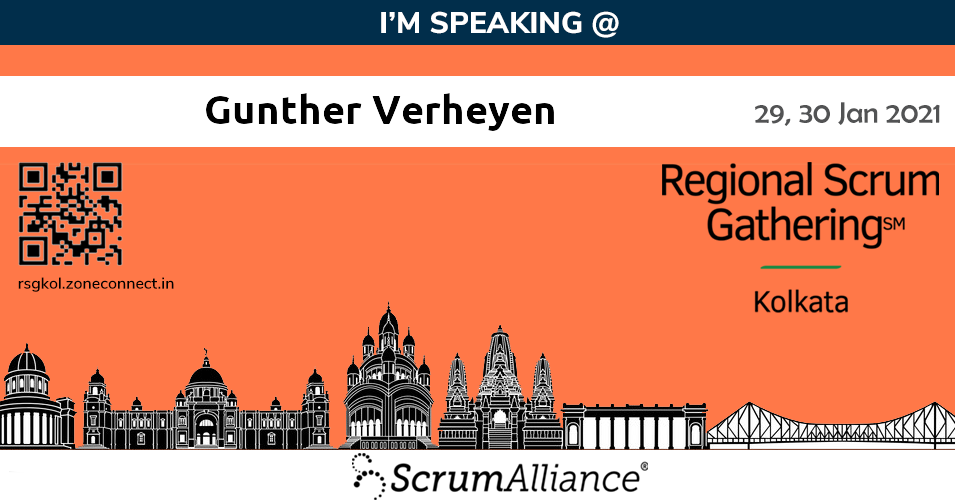 I'M SPEAKING @
Gunther Verheyen
29, 30 Jan 2021
Regional Scrum
Gathering℠
Kolkata
rsgkol.zoneconnect.in
ScrumAlliance®